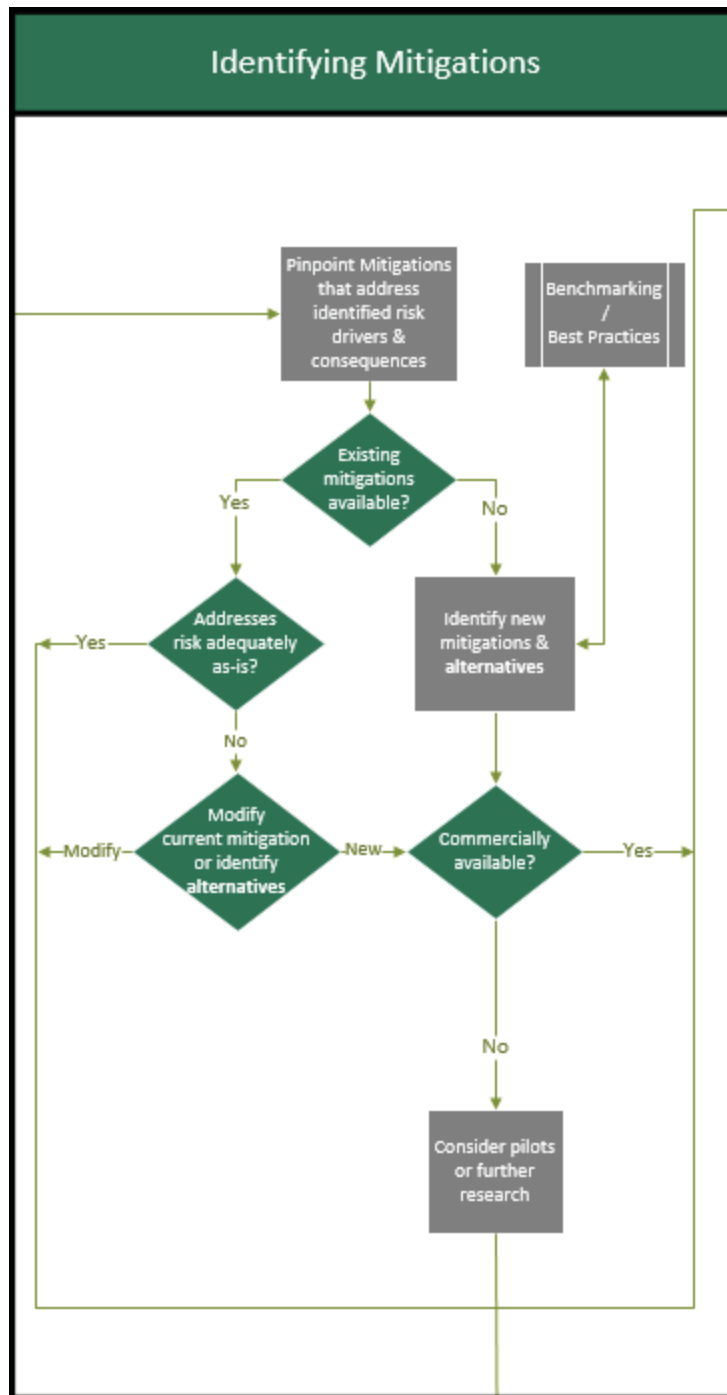 Identifying Mitigations
Pinpoint Mitigations
that address
identified risk
drivers &
consequences
Benchmarking
/
Best Practices
Existing
mitigations
available?
Yes
No
Addresses
risk adequately
as-is?
Yes
Identify new
mitigations &
alternatives
No
Modify
current mitigation
or identify
alternatives
Modify
New
Commercially
available?
Yes
No
Consider pilots
or further
research